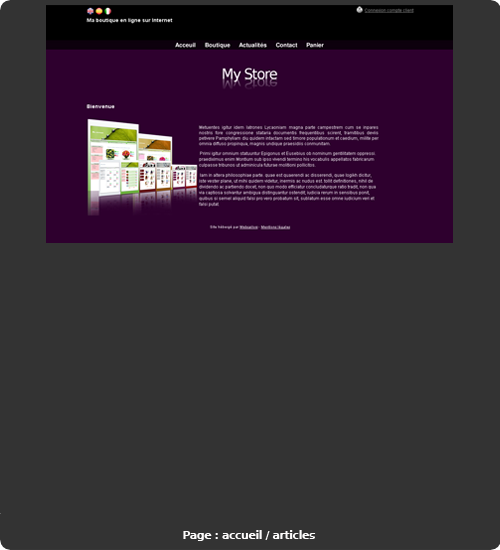 Connexion compte client
Ma boutique en ligne sur Internet
Acceuil Boutique Actualités Contact Panier
My Store
Bienvenue
Metuentes igitur idem latrones Lycaoniam magna parte campestrem cum se inpares
nostris fore congressione stataria documentis frequentibus scirent, tramitibus deviis
petivere Pamphyliam diu quidem intactam sed timore populationum et caedium, milite per
omnia diffuso propinqua, magnis undique praesidiis conmunitam.
Primi igitur omnium statuuntur Epigonus et Eusebius ob nominum gentilitatem oppressi.
praediximus enim Montium sub ipso vivendi termino his vocabulis appellatos fabricarum
culpasse tribunos ut adminicula futurae molitioni pollicitos.
Iam in altera philosophiae parte. quae est quaerendi ac disserendi, quae logikh dicitur,
iste vester plane, ut mihi quidem videtur, inermis ac nudus est. tollit definitiones, nihil de
dividendo ac partiendo docet, non quo modo efficiatur concludaturque ratio tradit, non qua
via captiosa solvantur ambigua distinguantur ostendit; iudicia rerum in sensibus ponit,
quibus si semel aliquid falsi pro vero probatum sit, sublatum esse omne iudicium veri et
falsi putat.
Site hébergé par - Mentions légales
Page : accueil / articles